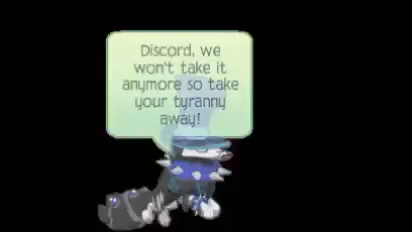 Discord, we
won't take it
anymore so take
your tyranny
away!